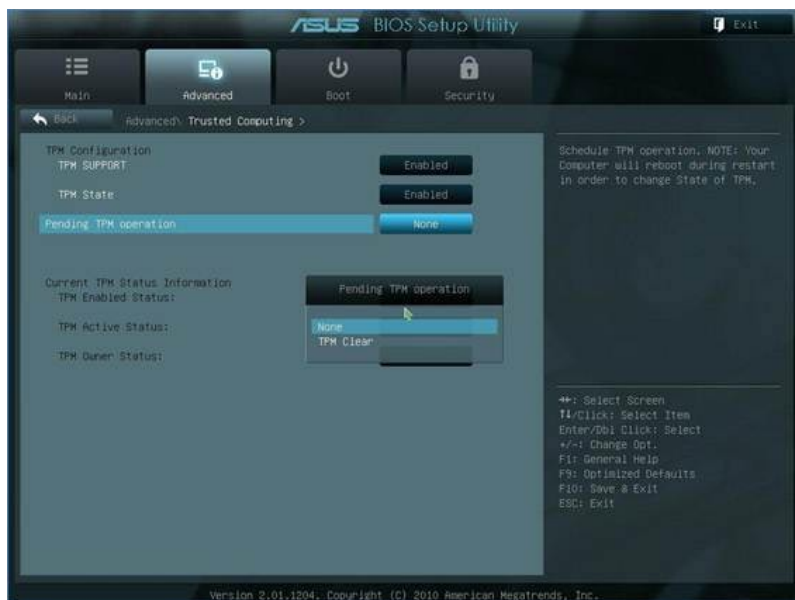 ASUS BIOS Setup Utility
Exit
Main
Advanced
Boot
Security
Back
Advanced\ Trusted Computing >
TPM Configuration
TPM SUPPORT
Enabled
TPM State
Enabled
Pending TPM operation
None
Current TPM Status Information
TPM Enabled Status:
TPM Active Status:
TPM Owner Status:
Pending TPM operation
None
TPM Clear
Schedule TPM operation. NOTE: Your
Computer will reboot during restart
in order to change State of TPM.
→←: Select Screen
↑↓/Click: Select Item
Enter/Dbl Click: Select
+/-: Change Opt.
F1: General Help
F9: Optimized Defaults
F10: Save & Exit
ESC: Exit
Version 2.01.1204. Copyright (C) 2010 American Megatrends, Inc.